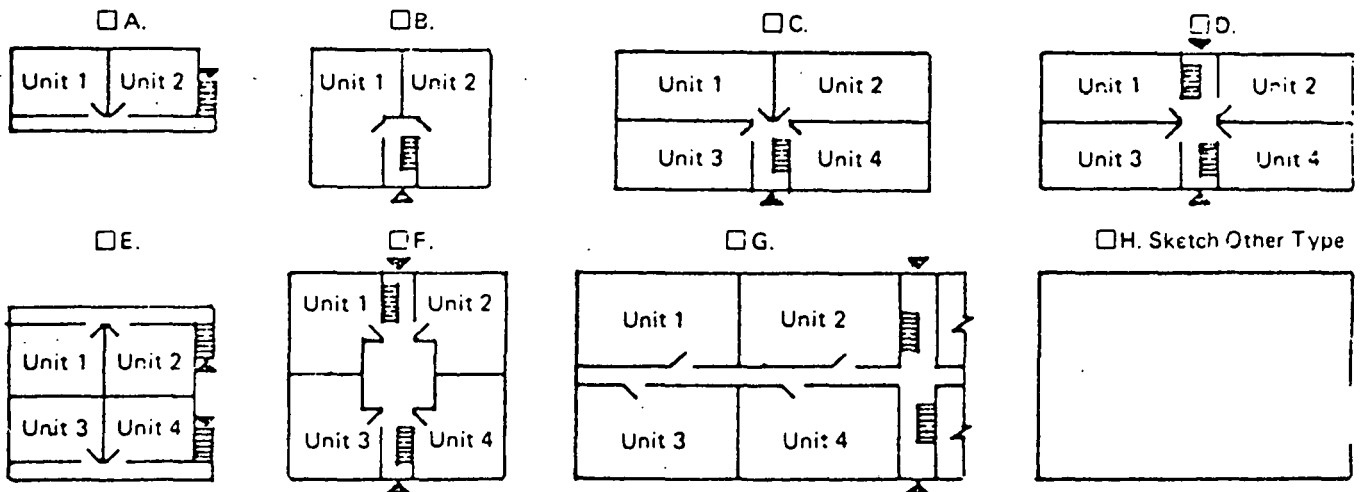 ☐ A.
☐ B.
☐ C.
☐ D.
Unit 1 Unit 2
Unit 1 Unit 2
Unit 1 Unit 2
Unit 3 Unit 4
Unit 1 Unit 2
Unit 3 Unit 4
☐ E.
☐ F.
☐ G.
☐ H. Sketch Other Type
Unit 1 Unit 2
Unit 3 Unit 4
Unit 1 Unit 2
Unit 3 Unit 4
Unit 1 Unit 2
Unit 3 Unit 4